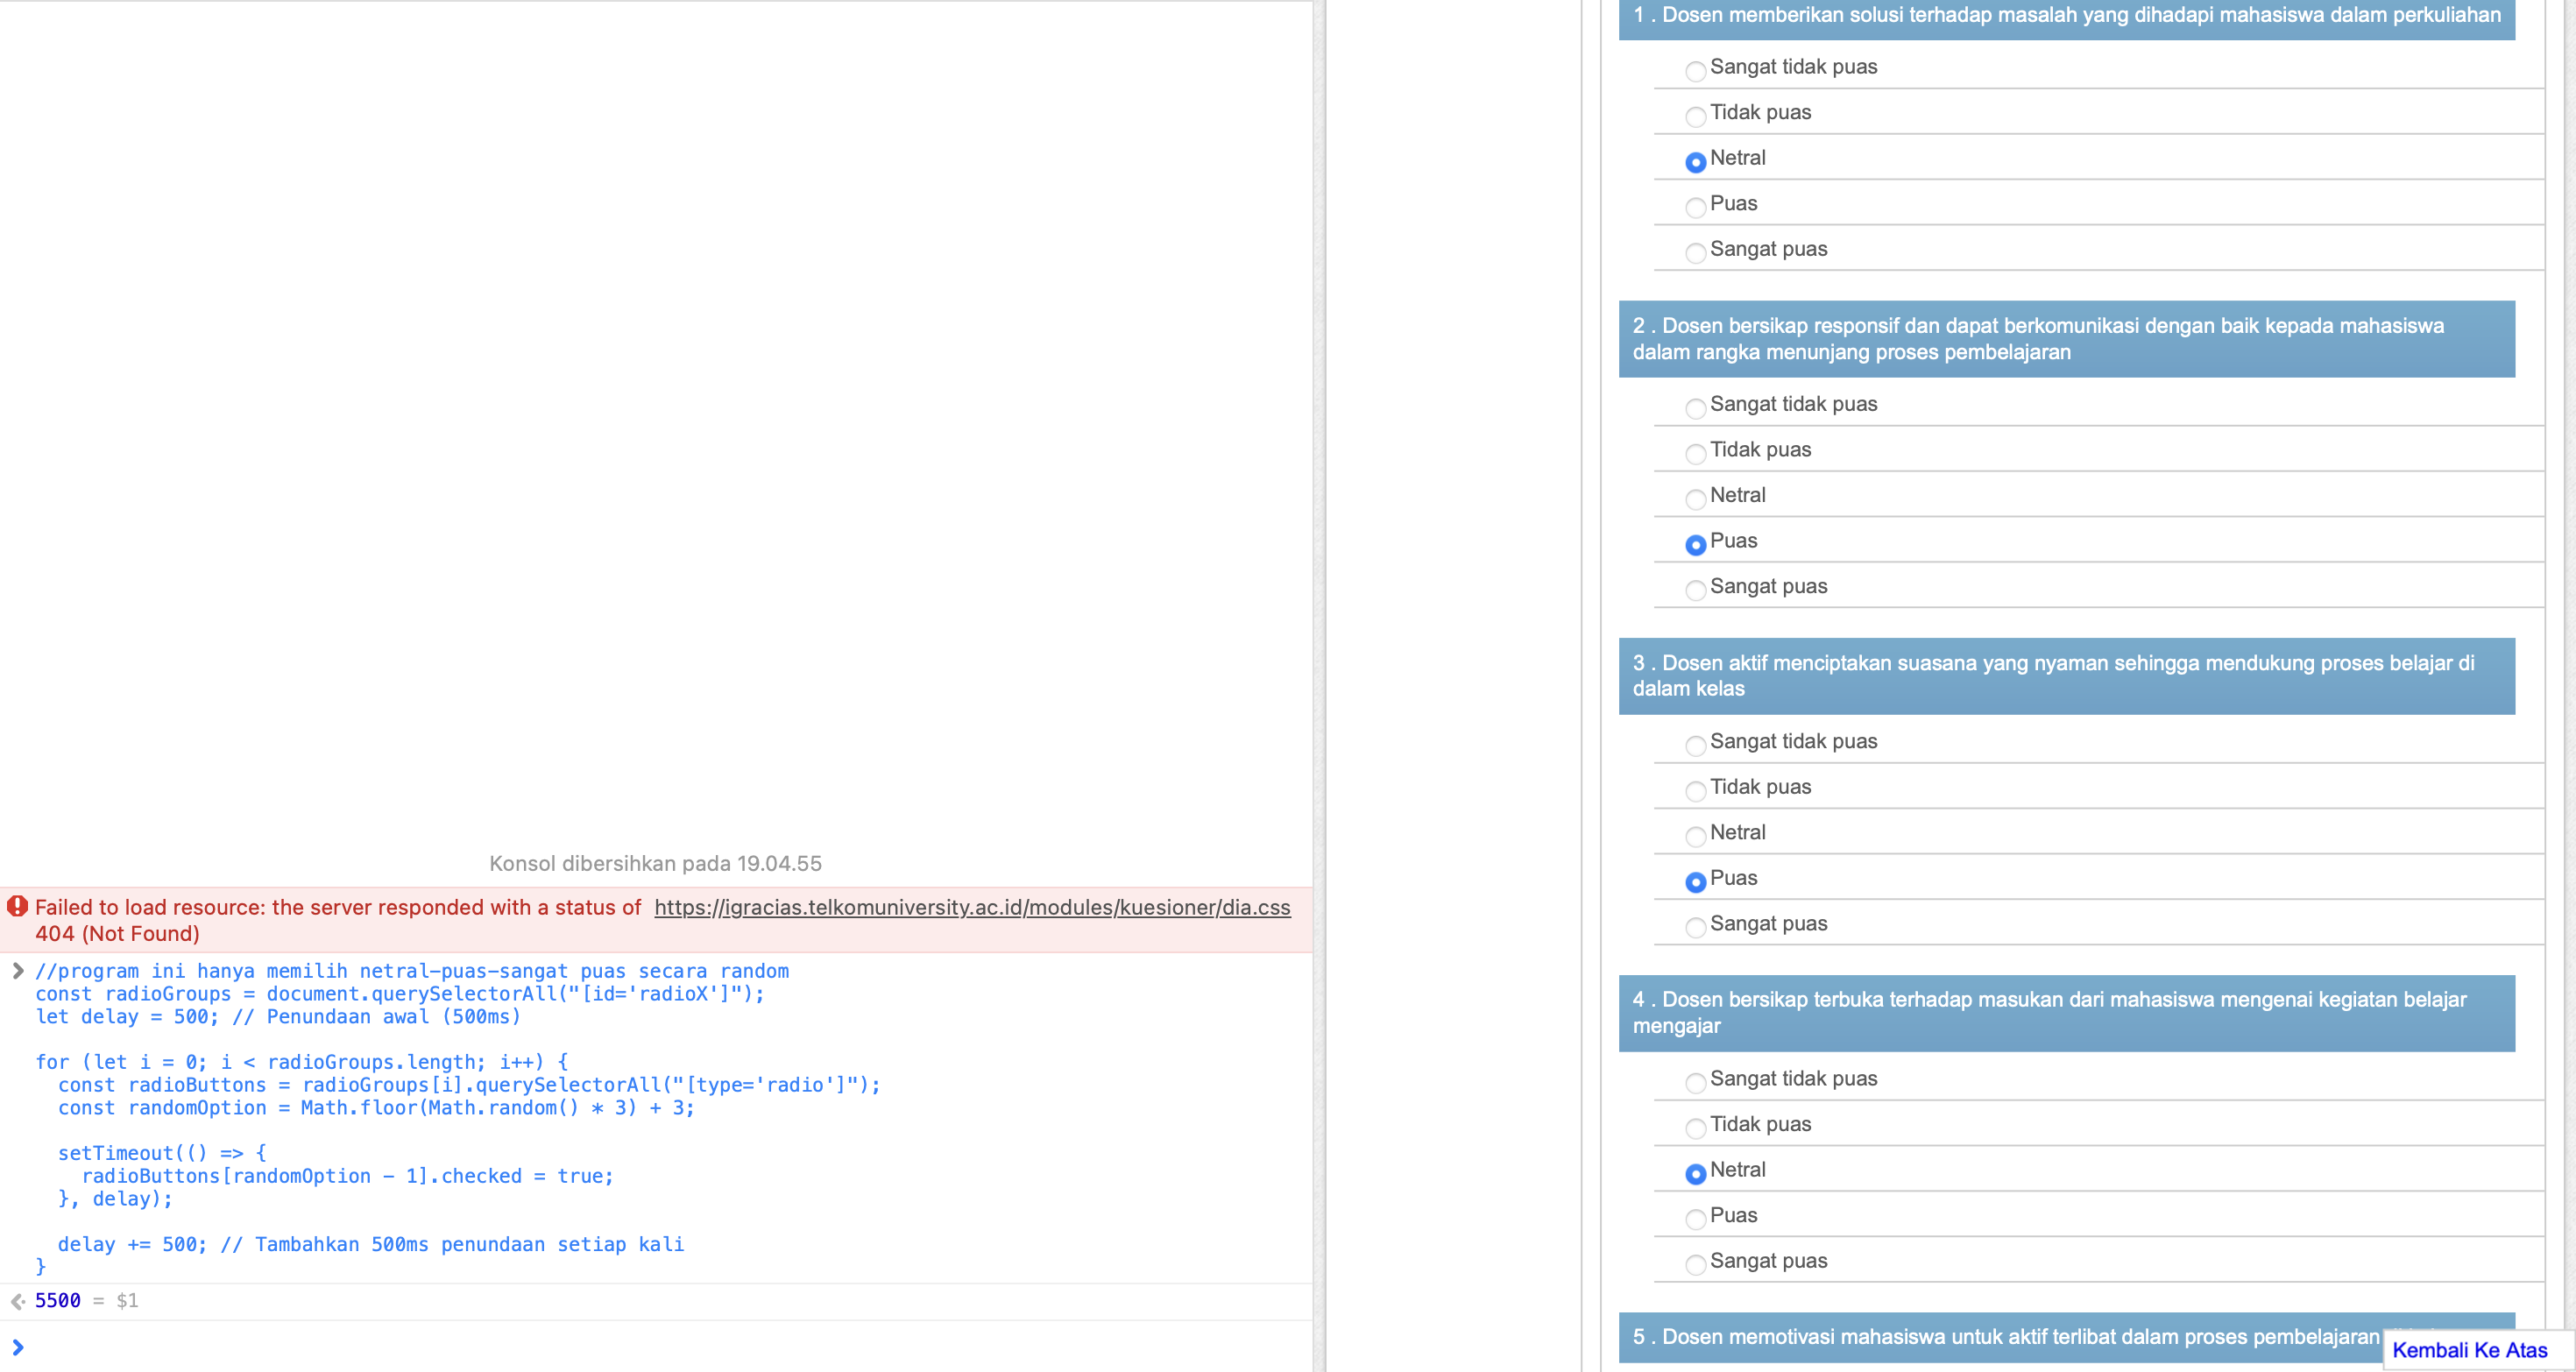 Konsol dibersihkan pada 19.04.55
Failed to load resource: the server responded with a status of https://igracias.telkomuniversity.ac.id/modules/kuesioner/dia.css
404 (Not Found)
//program ini hanya memilih netral-puas-sangat puas secara random
const radioGroups = document.querySelectorAll("[id='radioX']");
let delay = 500; // Penundaan awal (500ms)
for (let i = 0; i < radioGroups.length; i++) {
const radioButtons = radioGroups[i].querySelectorAll("[type='radio']");
const randomOption = Math.floor(Math.random() * 3) + 3;
setTimeout(() => {
radioButtons[randomOption - 1].checked = true;
}, delay);
delay += 500; // Tambahkan 500ms penundaan setiap kali
}
5500 = $1
1 . Dosen memberikan solusi terhadap masalah yang dihadapi mahasiswa dalam perkuliahan
Sangat tidak puas
Tidak puas
Netral
Puas
Sangat puas
2 . Dosen bersikap responsif dan dapat berkomunikasi dengan baik kepada mahasiswa
dalam rangka menunjang proses pembelajaran
Sangat tidak puas
Tidak puas
Netral
Puas
Sangat puas
3 . Dosen aktif menciptakan suasana yang nyaman sehingga mendukung proses belajar di
dalam kelas
Sangat tidak puas
Tidak puas
Netral
Puas
Sangat puas
4 . Dosen bersikap terbuka terhadap masukan dari mahasiswa mengenai kegiatan belajar
mengajar
Sangat tidak puas
Tidak puas
Netral
Puas
Sangat puas
5 . Dosen memotivasi mahasiswa untuk aktif terlibat dalam proses pembelajaran
Kembali Ke Atas